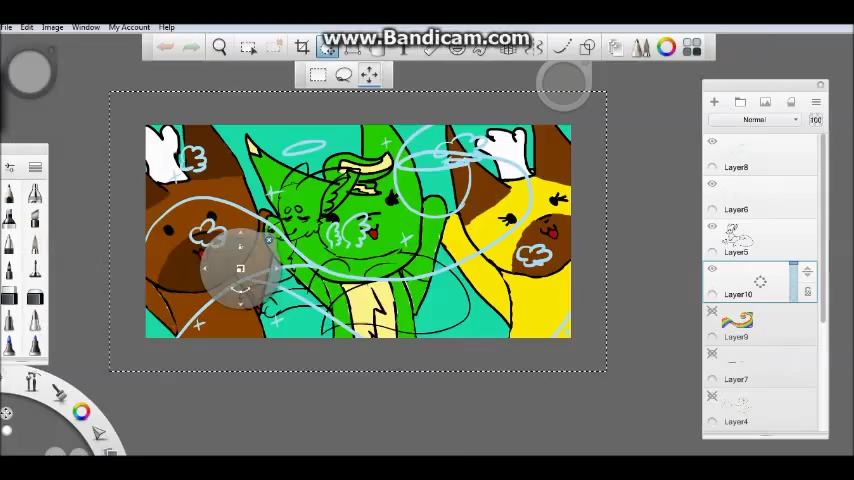 www.Bandicam.com
File Edit Image Window My Account Help
T
Normal
100
Layer8
Layer6
Layer5
Layer10
Layer9
Layer7
Layer4